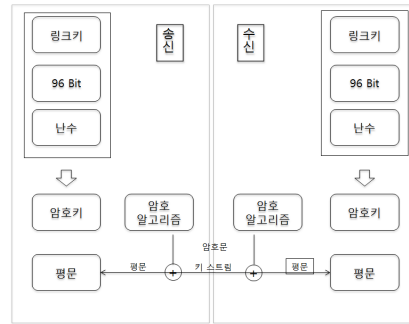 링크키
96 Bit
난수
암호키
평문
송신
암호
알고리즘
평문
수신
암호
알고리즘
암호문
키 스트림
평문
링크키
96 Bit
난수
암호키
평문